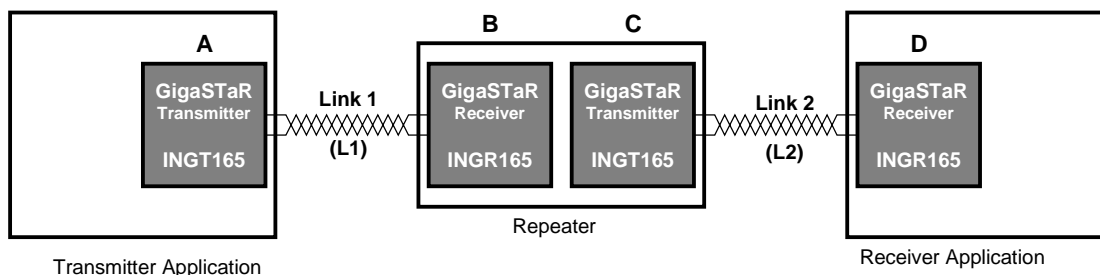 A
B
C
D
GigaSTaR
Transmitter
INGT165
Link 1
(L1)
GigaSTaR
Receiver
INGR165
GigaSTaR
Transmitter
INGT165
Link 2
(L2)
GigaSTaR
Receiver
INGR165
Repeater
Transmitter Application
Receiver Application